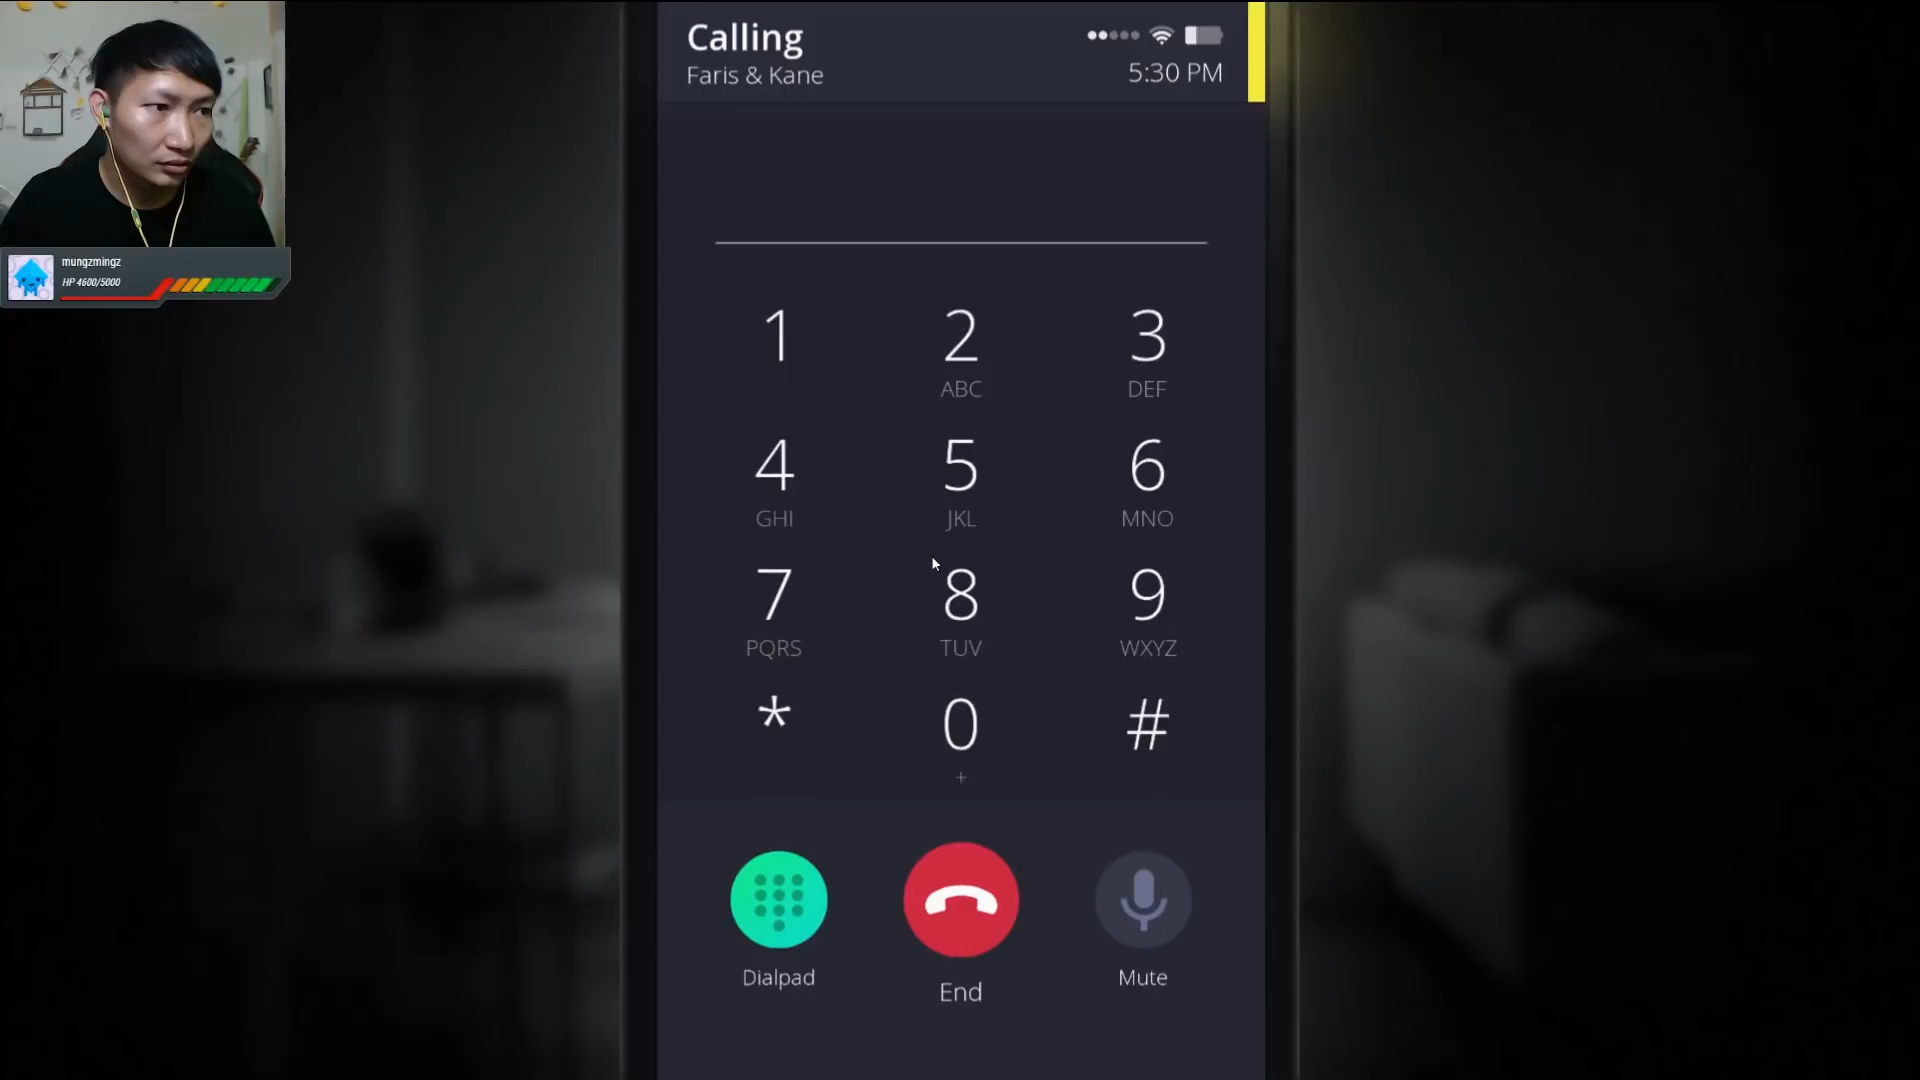 Calling
Faris & Kane
5:30 PM
mungzmingz
HP 4600/5000
1
2
ABC
3
DEF
4
GHI
5
JKL
6
MNO
7
PQRS
8
TUV
9
WXYZ
*
0
+
#
Dialpad
End
Mute